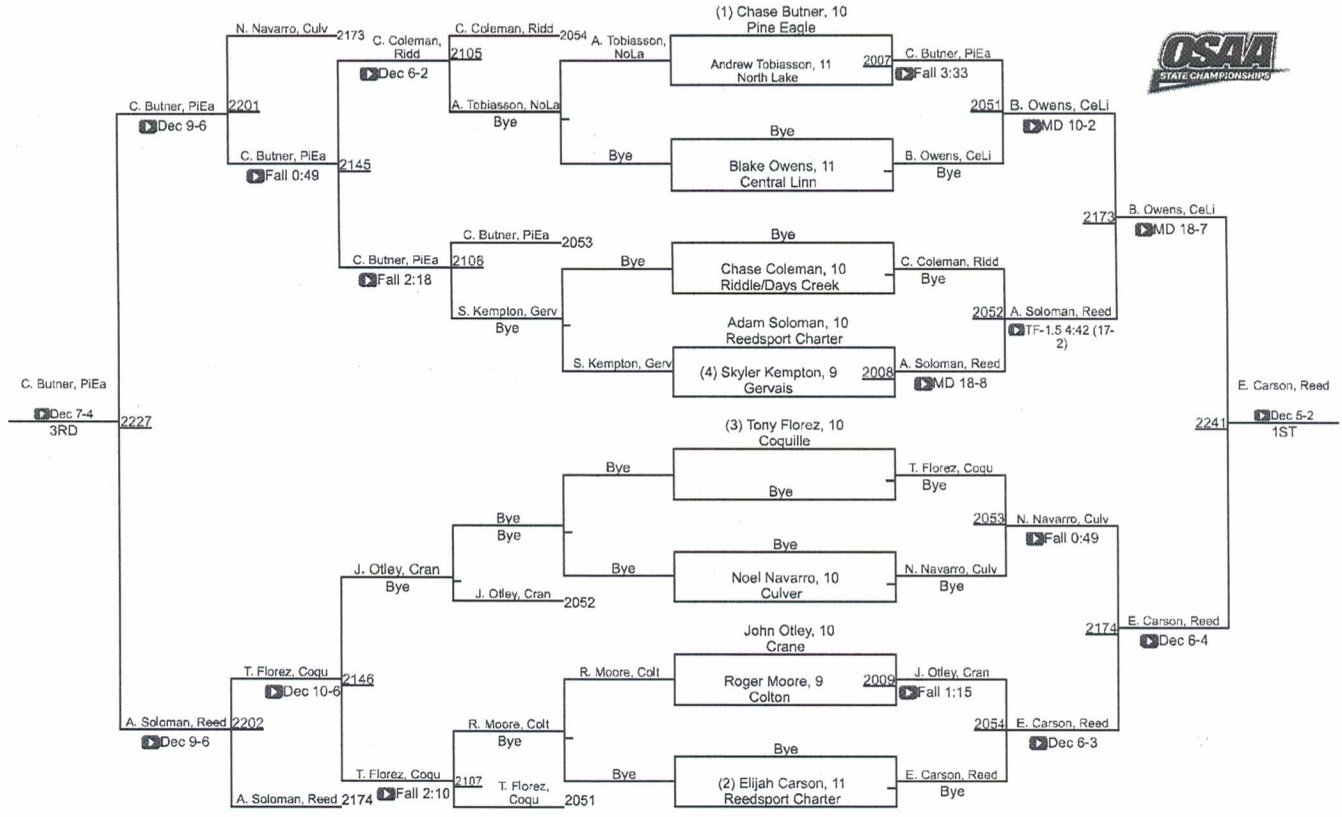 OSAA
STATE CHAMPIONSHIPS
(1) Chase Butner, 10
Pine Eagle
Andrew Tobiasson, 11
North Lake
2007
C. Butner, PiEa
Fall 3:33
Bye
Blake Owens, 11
Central Linn
B. Owens, CeLi
Bye
2051
B. Owens, CeLi
MD 10-2
Bye
Chase Coleman, 10
Riddle/Days Creek
C. Coleman, Ridd
Bye
Adam Soloman, 10
Reedsport Charter
(4) Skyler Kempton, 9
Gervais
2008
A. Soloman, Reed
MD 18-8
2052
A. Soloman, Reed
TF-1.5 4:42 (17-
2)
2173
B. Owens, CeLi
MD 18-7
(3) Tony Florez, 10
Coquille
Bye
T. Florez, Coqu
Bye
Bye
Noel Navarro, 10
Culver
N. Navarro, Culv
Bye
2053
N. Navarro, Culv
Fall 0:49
John Otley, 10
Crane
Roger Moore, 9
Colton
2009
J. Otley, Cran
Fall 1:15
Bye
(2) Elijah Carson, 11
Reedsport Charter
E. Carson, Reed
Bye
2054
E. Carson, Reed
Dec 6-3
2174
E. Carson, Reed
Dec 6-4
2241
E. Carson, Reed
Dec 5-2
1ST
A. Tobiasson,
NoLa
Bye
C. Coleman, Ridd
2054
A. Tobiasson, NoLa
Bye
C. Coleman,
Ridd
2105
Dec 6-2
Bye
S. Kempton, Gerv
C. Butner, PiEa
2053
S. Kempton, Gerv
Bye
C. Butner, PiEa
2106
Fall 2:18
N. Navarro, Culv
2173
C. Butner, PiEa
2145
Fall 0:49
C. Butner, PiEa
2201
Dec 9-6
Bye
Bye
Bye
Bye
J. Otley, Cran
2052
J. Otley, Cran
Bye
R. Moore, Colt
Bye
R. Moore, Colt
Bye
T. Florez,
Coqu
2051
T. Florez, Coqu
2107
Fall 2:10
T. Florez, Coqu
2146
Dec 10-6
A. Soloman, Reed
2174
A. Soloman, Reed
2202
Dec 9-6
C. Butner, PiEa
Dec 7-4
3RD
2227